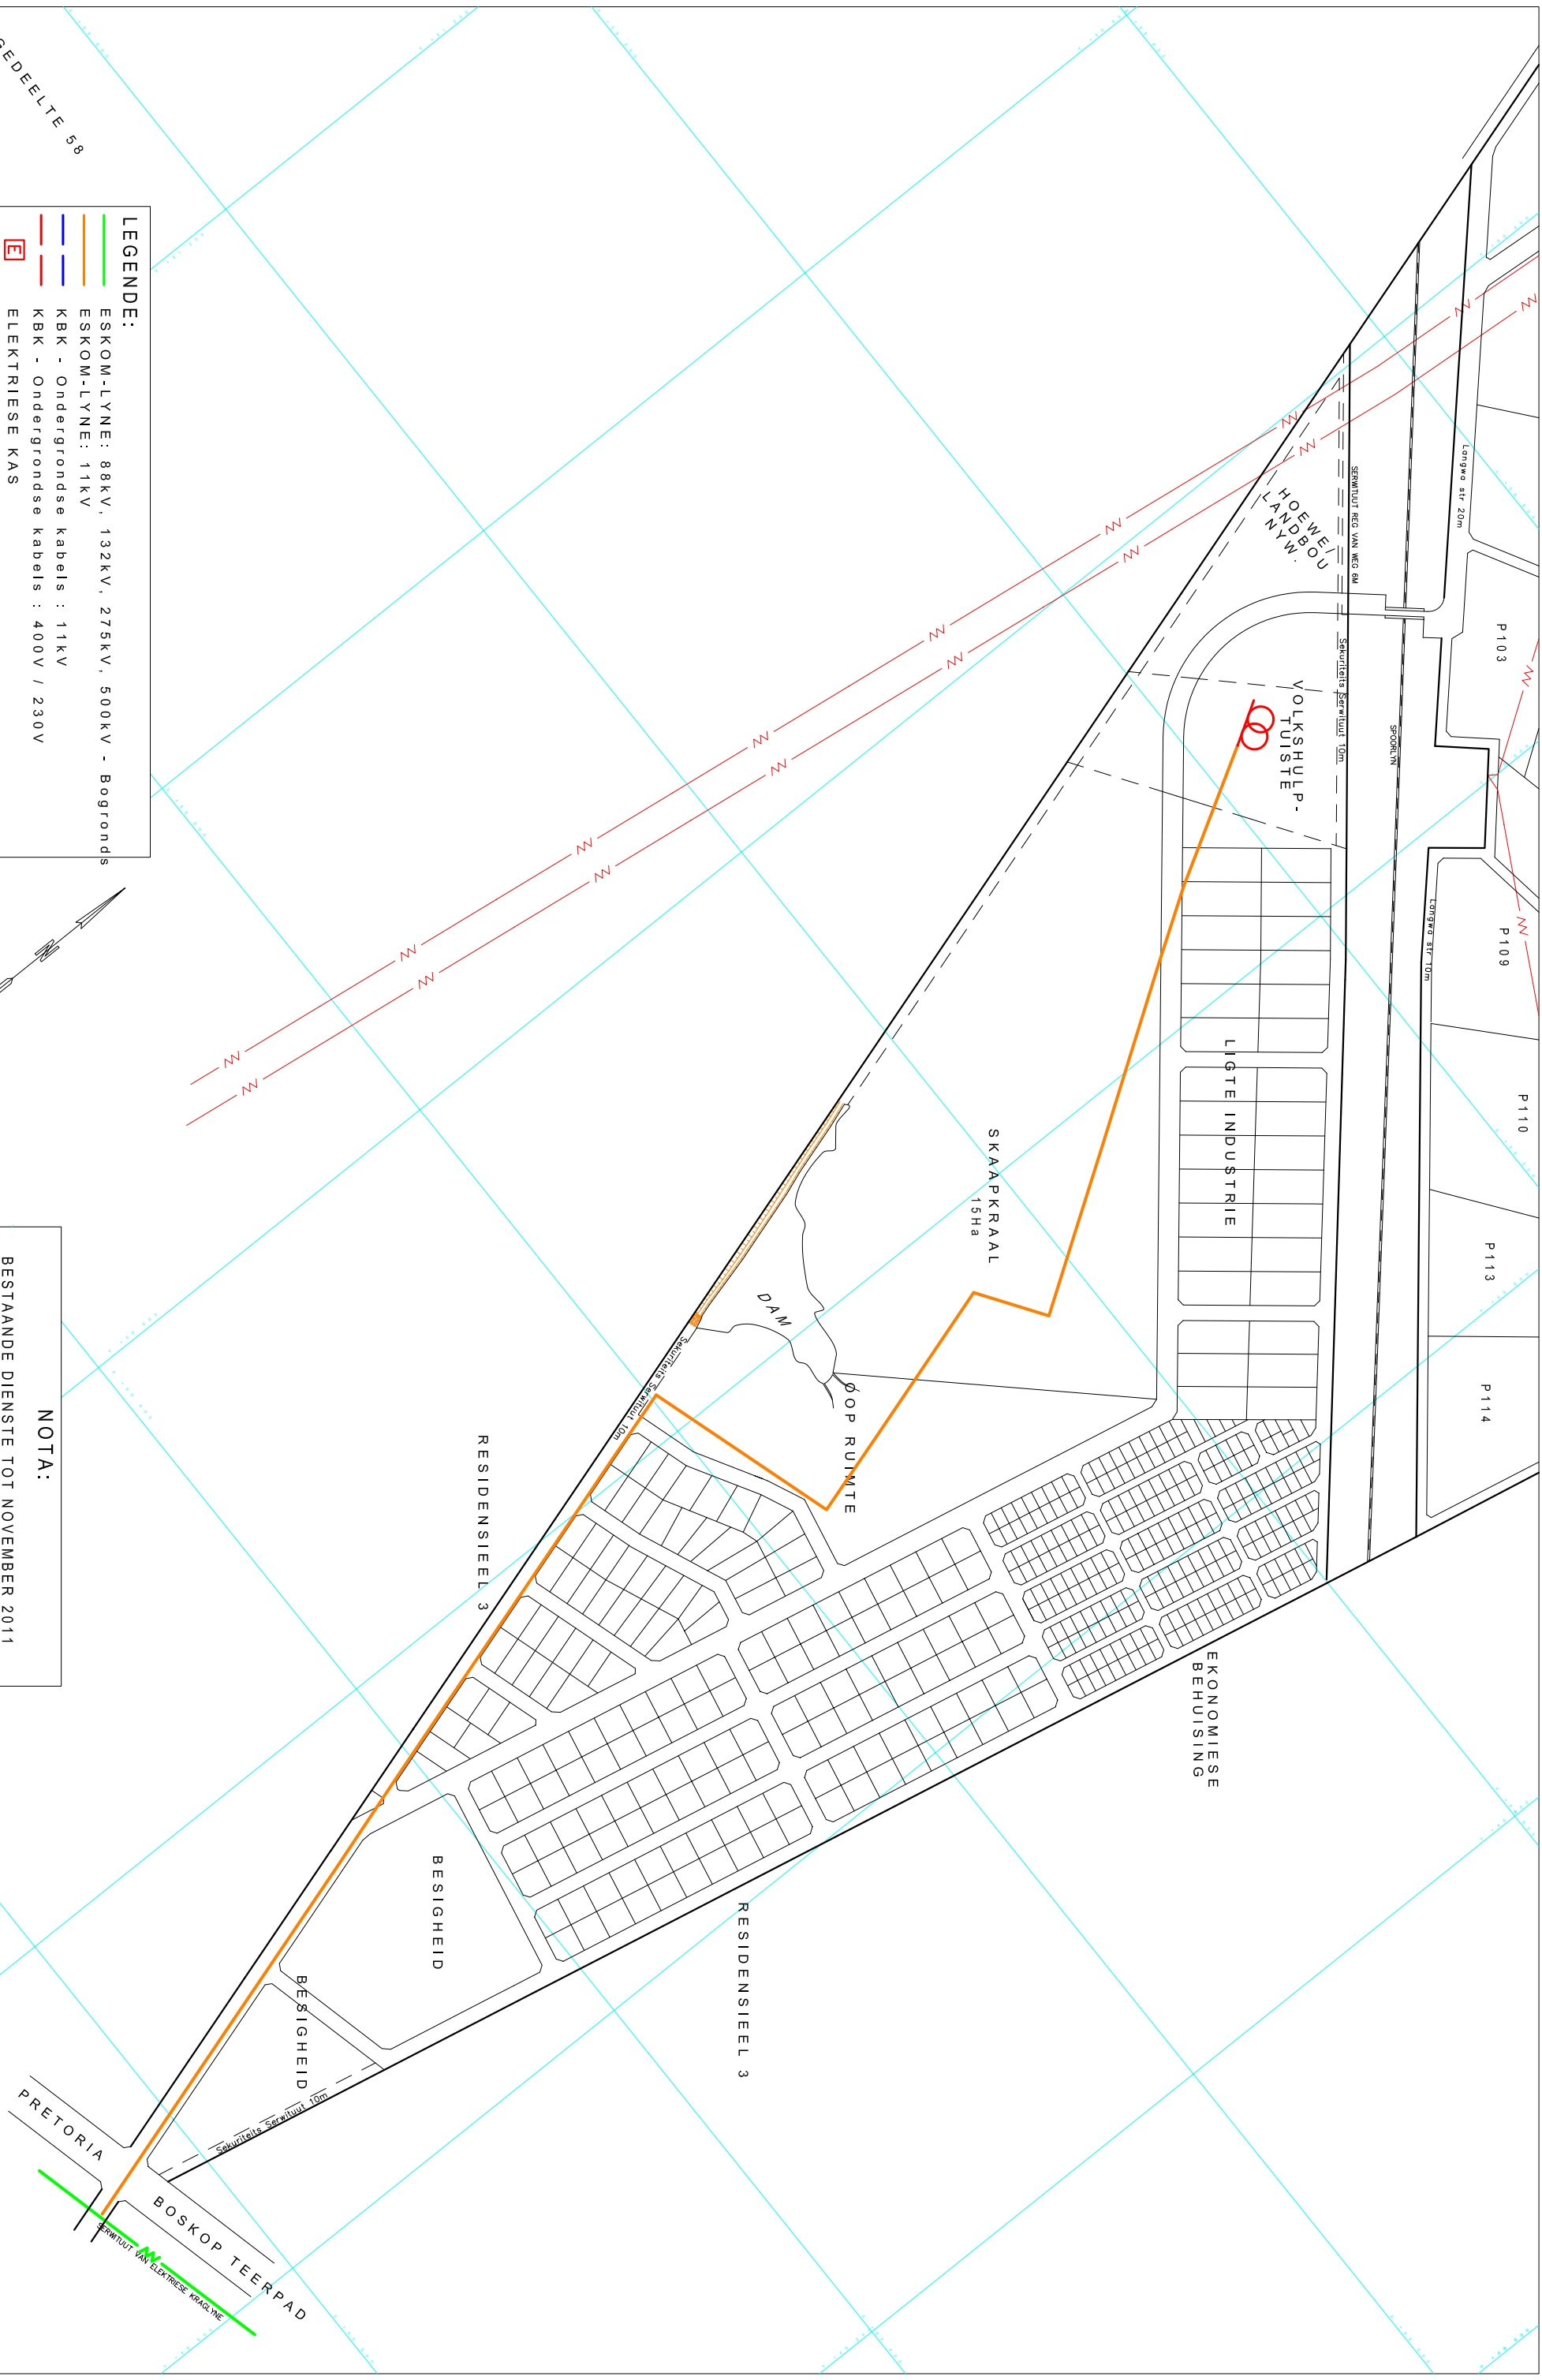 GEDEELTE 58
LEGENDE:
ESKOM-LYNE: 88kV, 132kV, 275kV, 500kV - Bogronds
ESKOM-LYNE: 11kV
KBK - Ondergrondse kabels : 11kV
KBK - Ondergrondse kabels : 400V / 230V
E ELEKTRIESE KAS
N
NOTA:
BESTAANDE DIENSTE TOT NOVEMBER 2011
P103
P109
P110
P113
P114
Langwa str 20m
Langwa str 10m
SPOORLYN
SERWITUUT REG VAN WEG 6M
Sekuriteits Serwituut 10m
HOEWE/
LANDBOU
NYW.
VOLKSHULP-
TUISTE
LIGTE INDUSTRIE
SKAAPKRAAL
15Ha
DAM
OOP RUIMTE
Sekuriteits Serwituut 10m
RESIDENSIEEL 3
EKONOMIESE
BEHUISING
RESIDENSIEEL 3
BESIGHEID
BESIGHEID
Sekuriteits Serwituut 10m
PRETORIA
BOSKOP TEERPAD
SERWITUUT VAN ELEKTRIESE KRAGLYNE